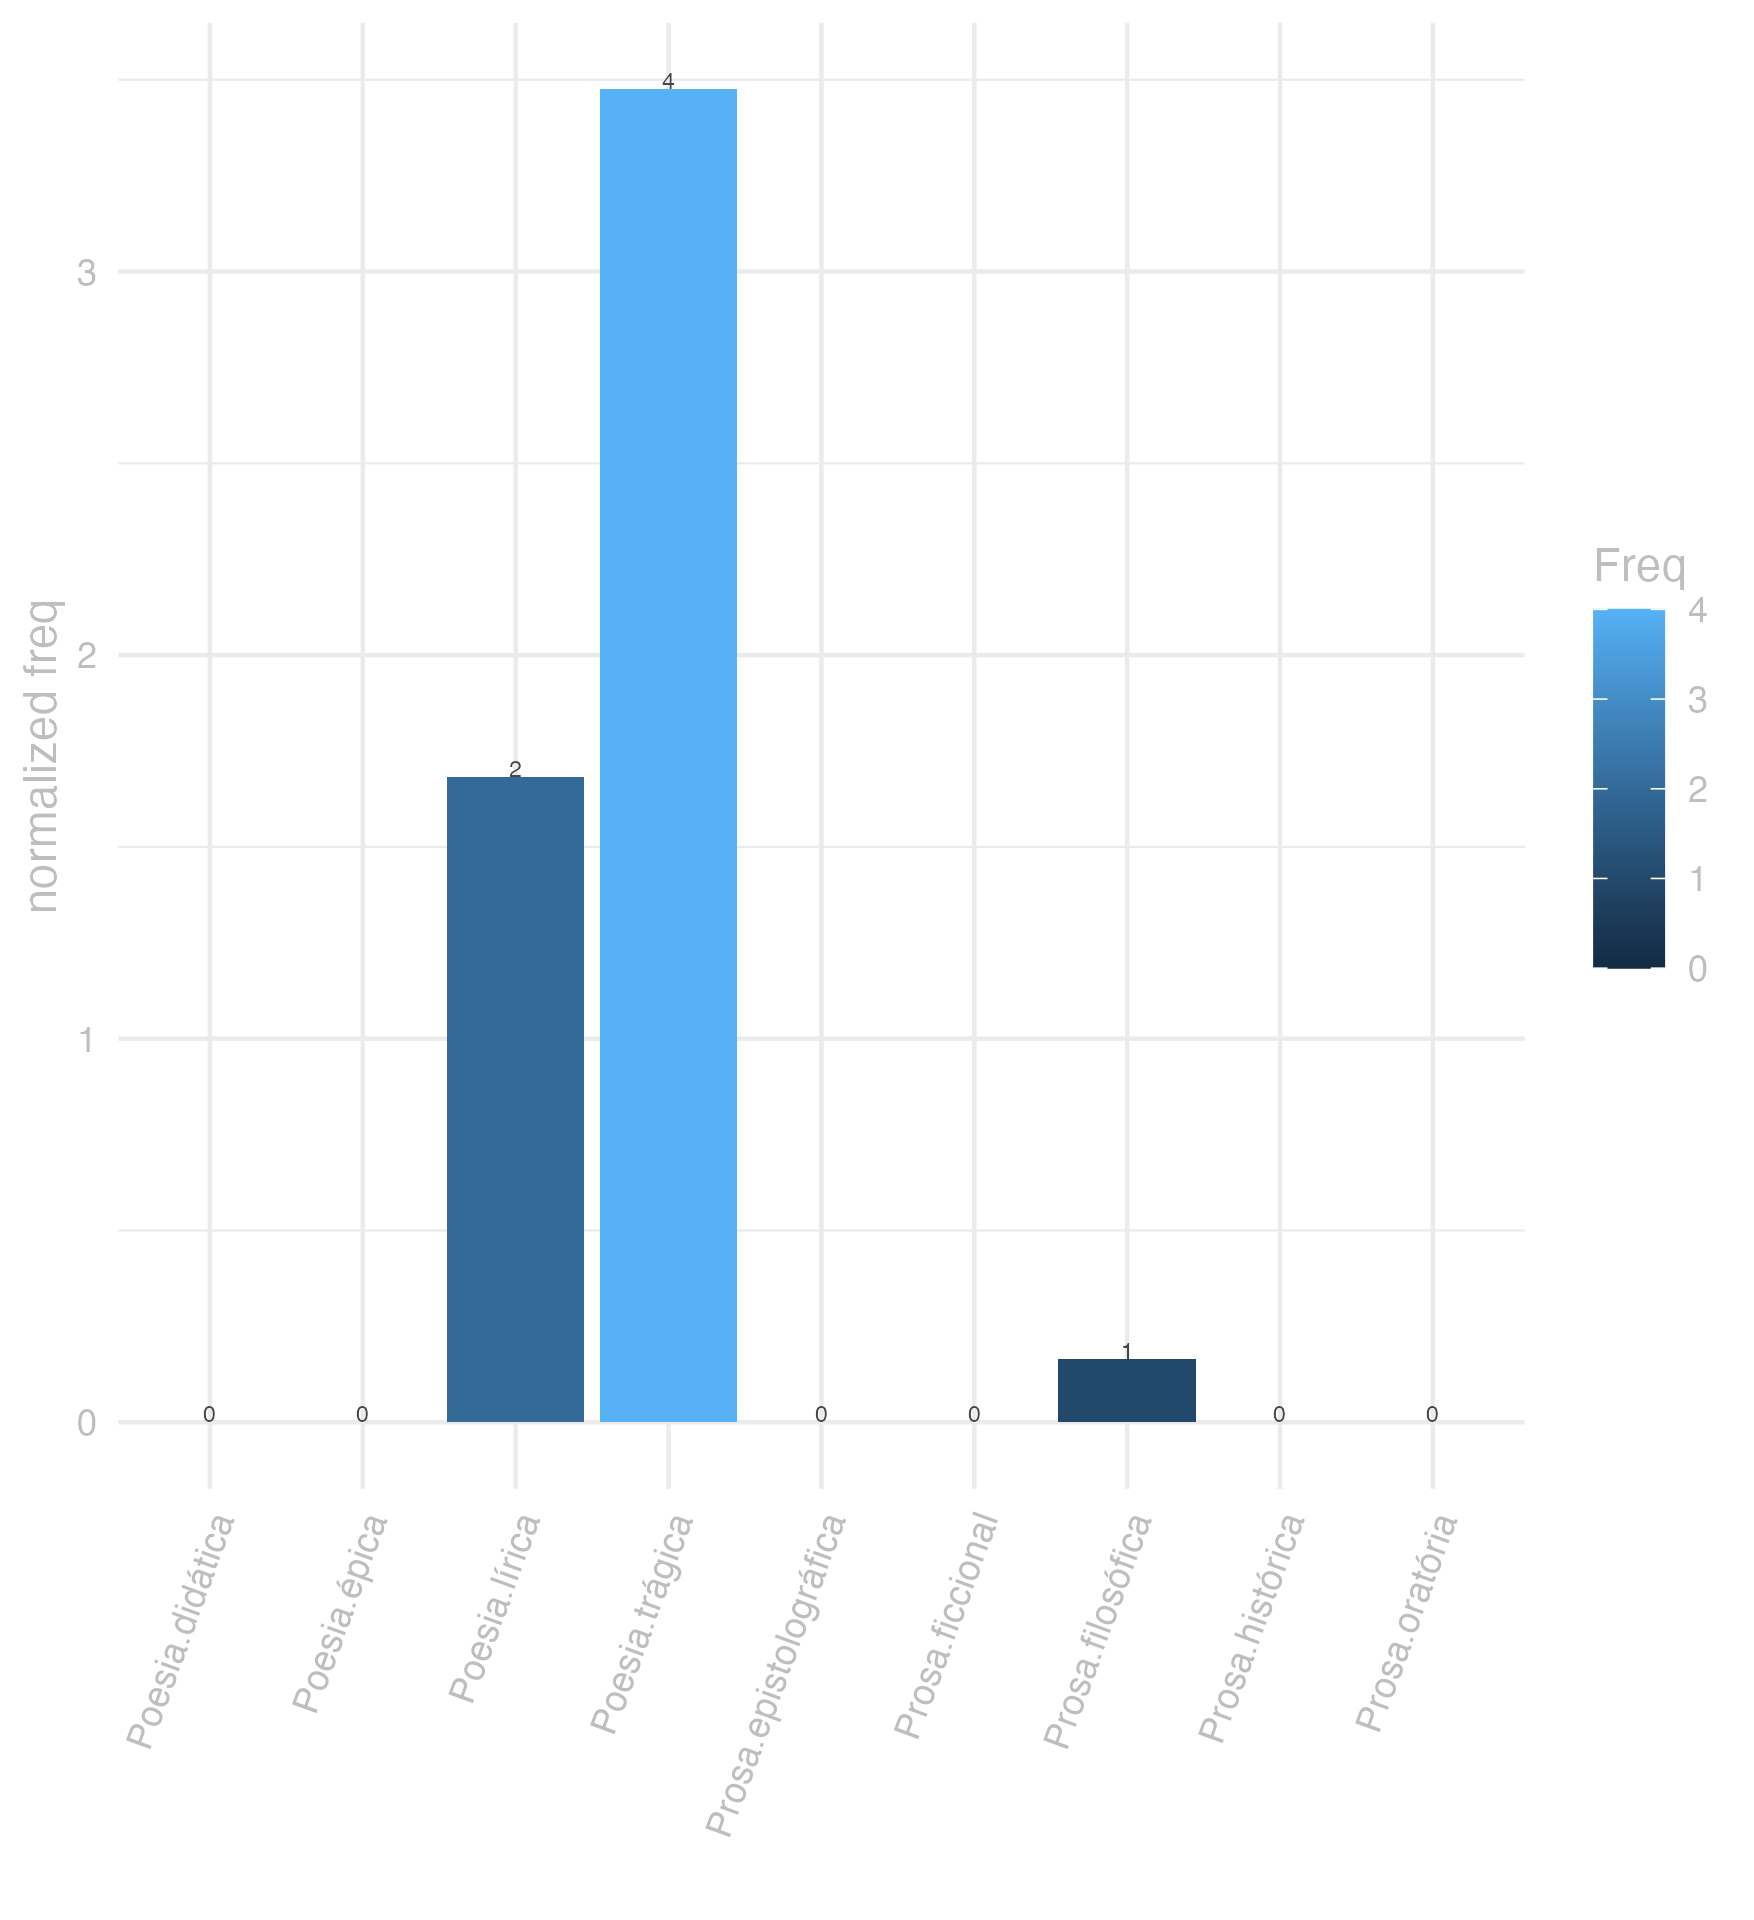 normalized freq
3
2
1
0
4
2
1
0
0
0
0
0
0
Poesia.didática
Poesia.épica
Poesia.lírica
Poesia.trágica
Prosa.epistolográfica
Prosa.ficcional
Prosa.filosófica
Prosa.histórica
Prosa.oratória
Freq
4
3
2
1
0